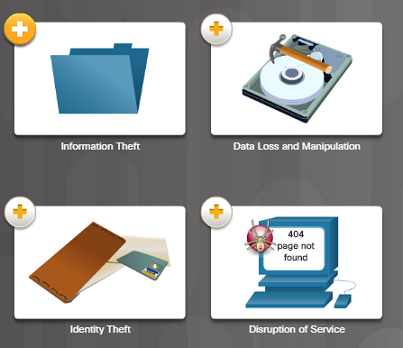 Information Theft
Data Loss and Manipulation
404
page not
found
Identity Theft
Disruption of Service